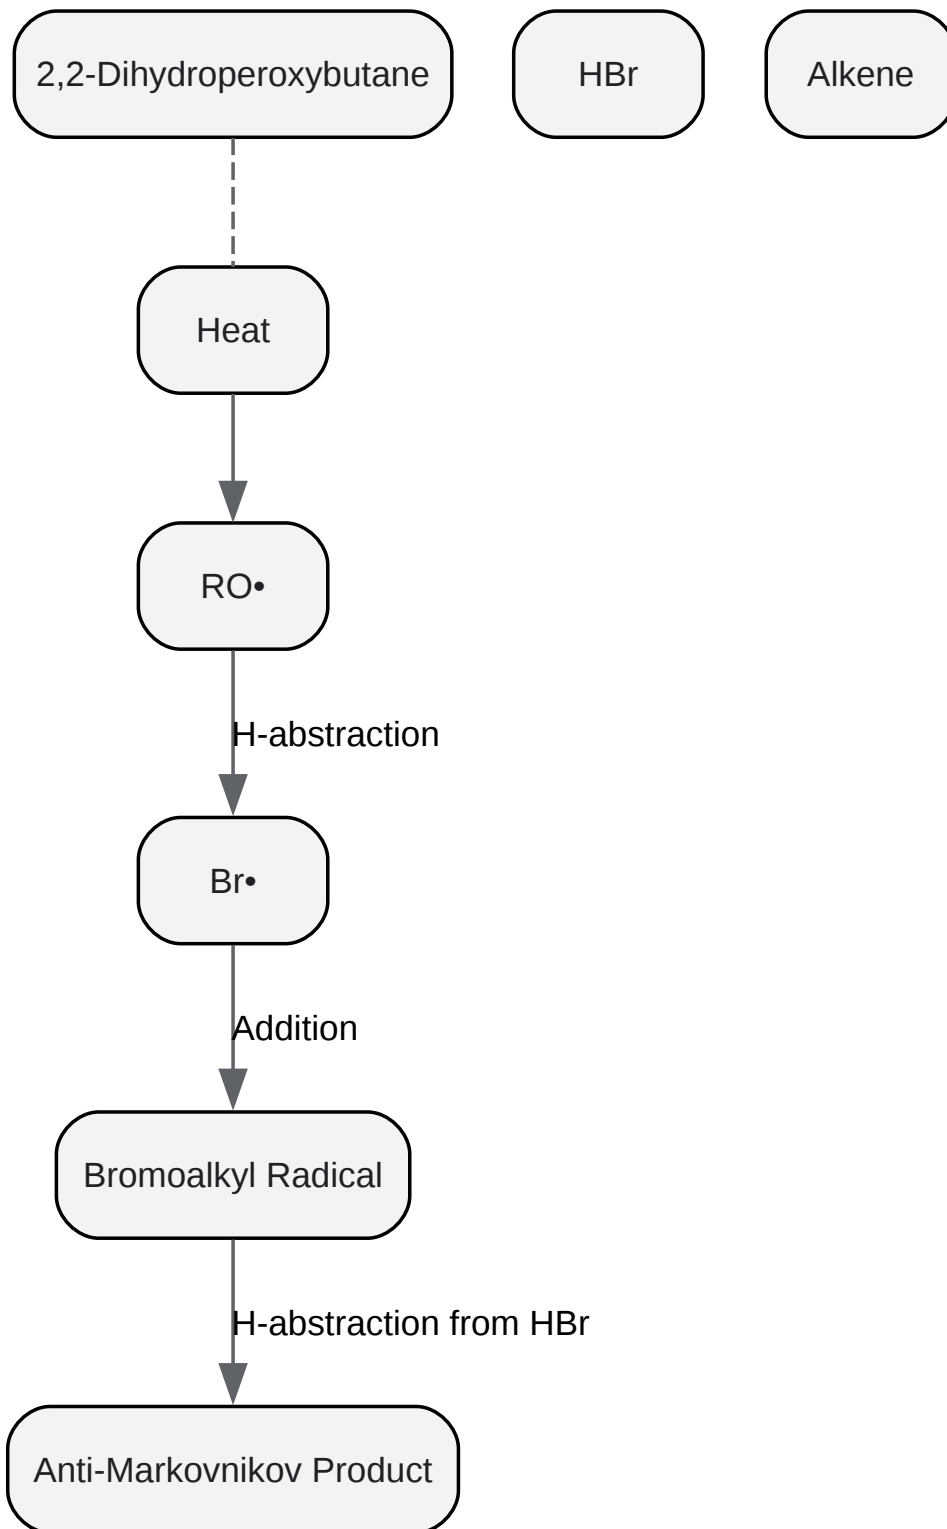 2,2-Dihydroperoxybutane
HBr
Alkene
Heat
RO•
H-abstraction
Br•
Addition
Bromoalkyl Radical
H-abstraction from HBr
Anti-Markovnikov Product